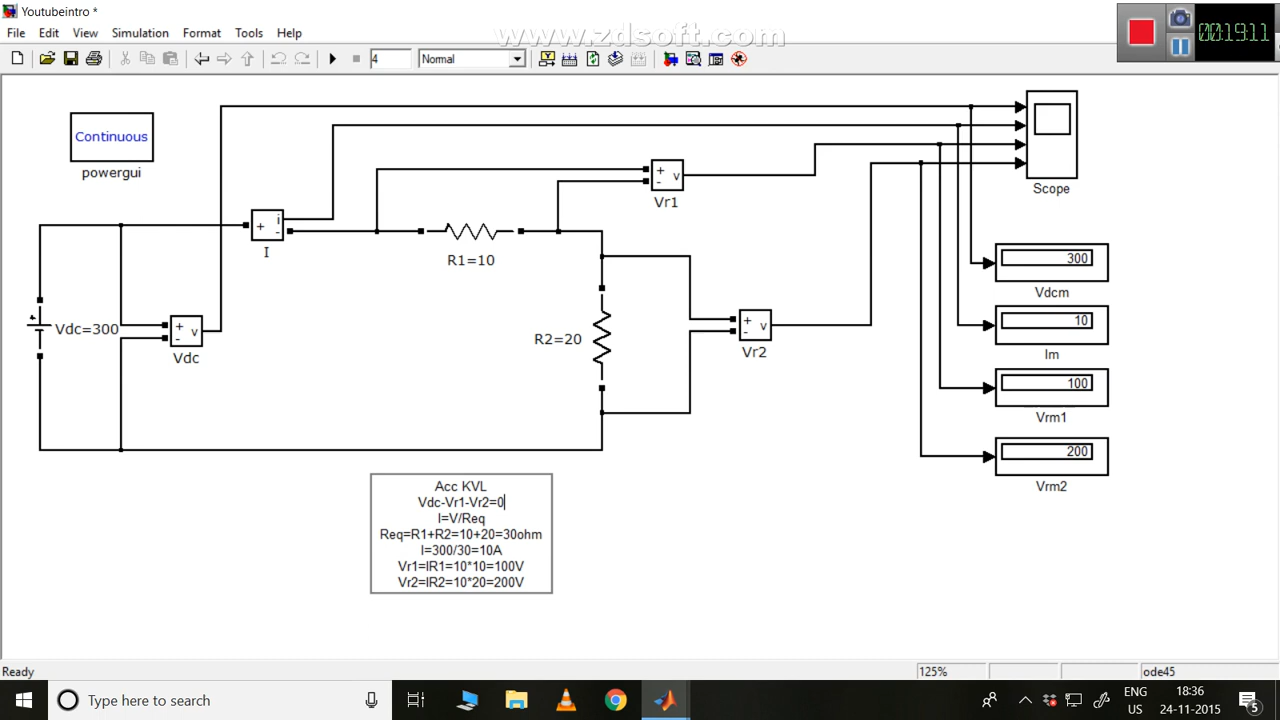 Youtubeintro *
www.zdsoft.com
00:19:11
File Edit View Simulation Format Tools Help
4 Normal
Continuous
powergui
Scope
+ v -
Vr1
+ i -
I
R1=10
300
Vdcm
Vdc=300
+ v -
Vdc
R2=20
+ v -
Vr2
10
Im
100
Vrm1
200
Vrm2
Acc KVL
Vdc-Vr1-Vr2=0
I=V/Req
Req=R1+R2=10+20=30ohm
I=300/30=10A
Vr1=IR1=10*10=100V
Vr2=IR2=10*20=200V
Ready 125% ode45
Type here to search
ENG 18:36
US 24-11-2015 5